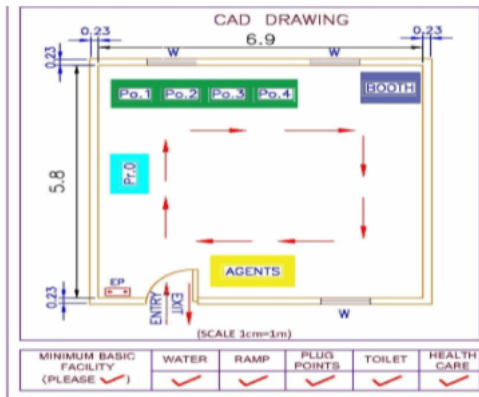 CAD DRAWING
0.23 6.9 0.23
0.23 W W
Po.1 Po.2 Po.3 Po.4 BOOTH
5.8
Pr.O
AGENTS
EP
0.23 ENTRY EXIT
W
(SCALE 1cm=1m)
MINIMUM BASIC FACILITY (PLEASE ✓) WATER RAMP PLUG POINTS TOILET HEALTH CARE
✓ ✓ ✓ ✓ ✓